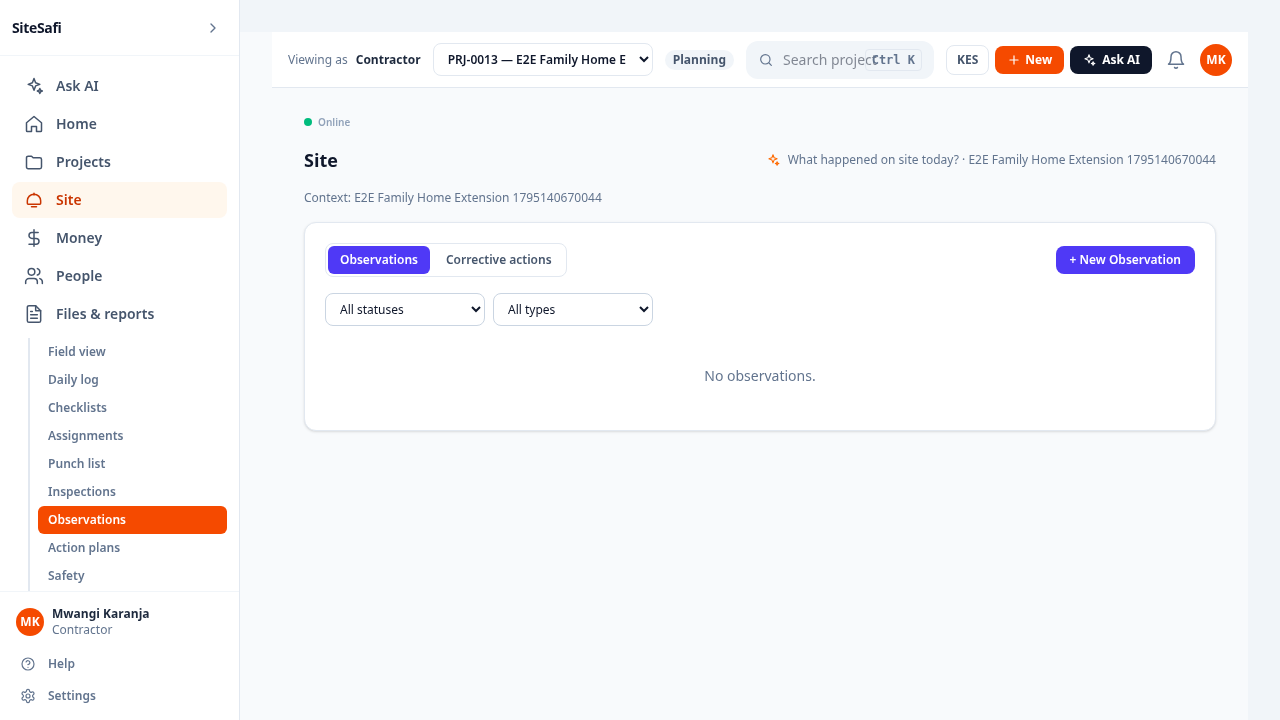 SiteSafi
Ask AI
Home
Projects
Site
Money
People
Files & reports
Field view
Daily log
Checklists
Assignments
Punch list
Inspections
Observations
Action plans
Safety
MK
Mwangi Karanja
Contractor
Help
Settings
Viewing as Contractor
PRJ-0013 — E2E Family Home E
Planning
Search project
Ctrl K
KES
New
Ask AI
MK
Online
Site
What happened on site today? · E2E Family Home Extension 1795140670044
Context: E2E Family Home Extension 1795140670044
Observations
Corrective actions
+ New Observation
All statuses
All types
No observations.